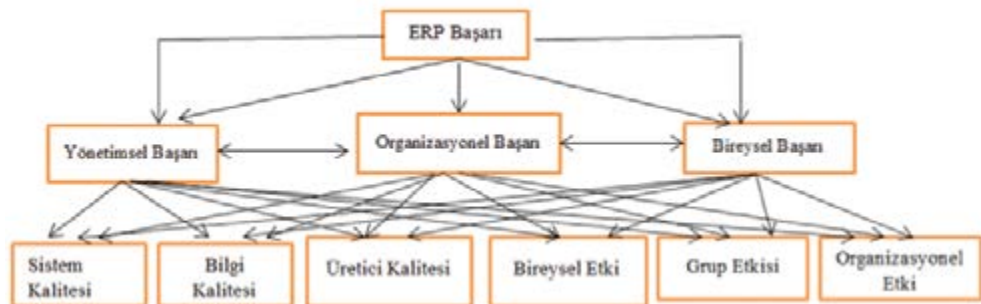 ERP Başarı
Yönetimsel Başarı
Organizasyonel Başarı
Bireysel Başarı
Sistem
Kalitesi
Bilgi
Kalitesi
Üretici Kalitesi
Bireysel Etki
Grup Etkisi
Organizasyonel
Etki